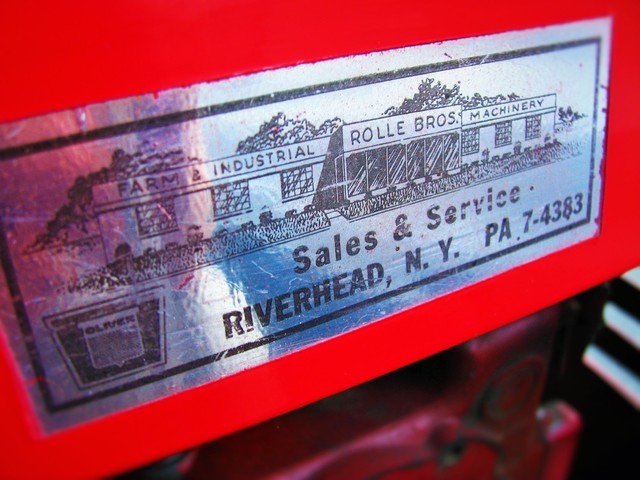 FARM & INDUSTRIAL ROLLE BROS. MACHINERY
Sales & Service
RIVERHEAD, N. Y. PA 7-4383
OLIVER